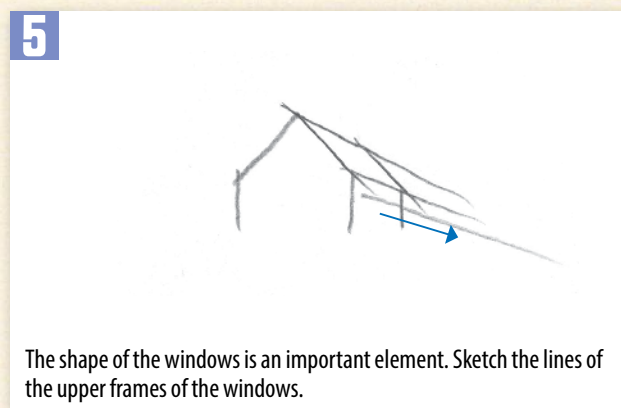 5
The shape of the windows is an important element. Sketch the lines of
the upper frames of the windows.